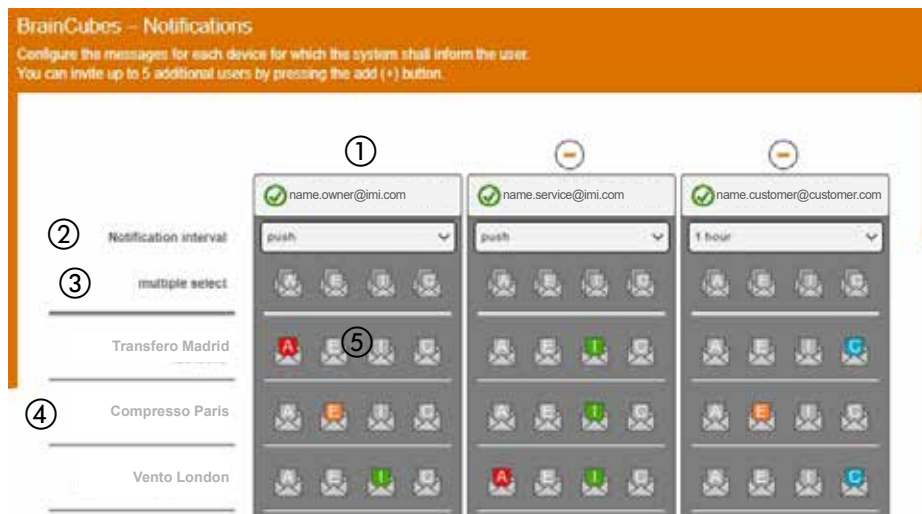 BrainCubes – Notifications
Configure the messages for each device for which the system shall inform the user.
You can invite up to 5 additional users by pressing the add (+) button.
①
name.owner@imi.com name.service@imi.com name.customer@customer.com
② Notification interval push push 1 hour
③ multiple select A E I C A E I C A E I C
Transfero Madrid A E ⑤ I C A E I C A E I C
④ Compresso Paris A E I C A E I C A E I C
Vento London A E I C A E I C A E I C